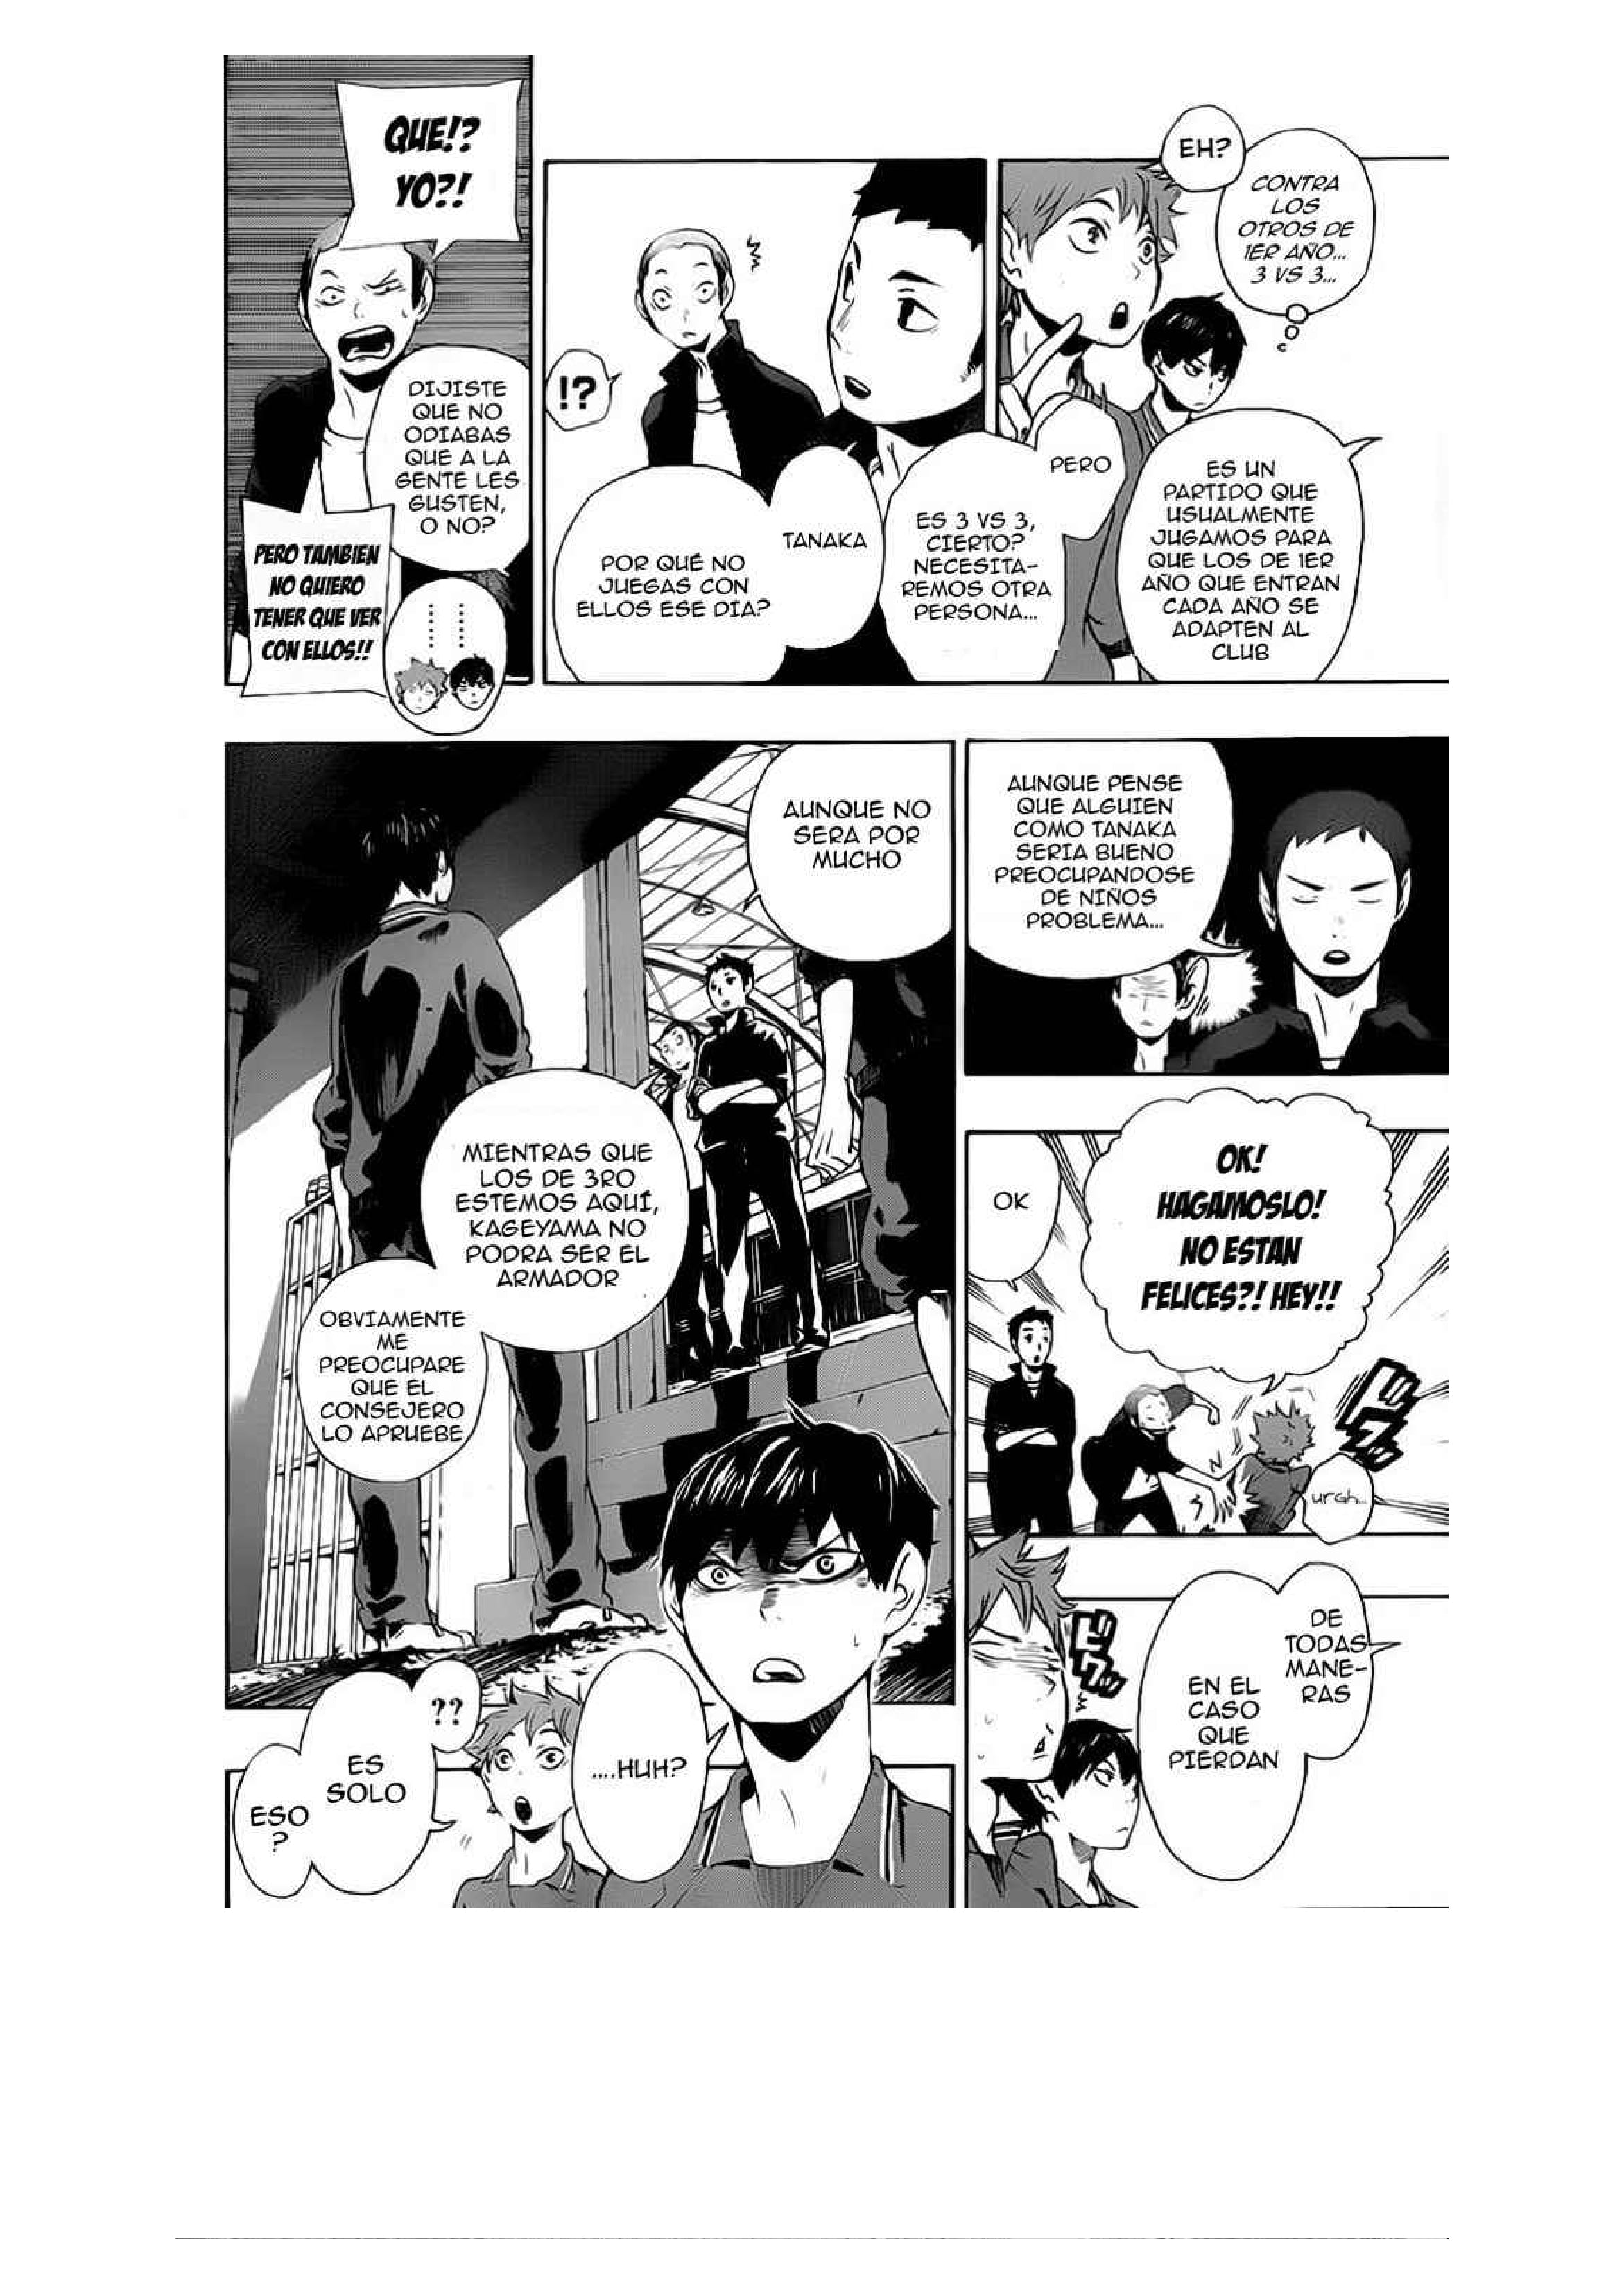 EH?
CONTRA
LOS
OTROS DE
1ER AÑO...
3 VS 3...
ES UN
PARTIDO QUE
USUALMENTE
JUGAMOS PARA
QUE LOS DE 1ER
AÑO QUE ENTRAN
CADA AÑO SE
ADAPTEN AL
CLUB
PERO
ES 3 VS 3,
CIERTO?
NECESITA-
REMOS OTRA
PERSONA...
TANAKA
POR QUÉ NO
JUEGAS CON
ELLOS ESE DIA?
!?
QUE!?
YO?!
DIJISTE
QUE NO
ODIABAS
QUE A LA
GENTE LES
GUSTEN,
O NO?
PERO TAMBIEN
NO QUIERO
TENER QUE VER
CON ELLOS!!
......
......
AUNQUE PENSE
QUE ALGUIEN
COMO TANAKA
SERIA BUENO
PREOCUPANDOSE
DE NIÑOS
PROBLEMA...
OK!
HAGAMOSLO!
NO ESTAN
FELICES?! HEY!!
OK
ドフッ
urgh...
DE
TODAS
MANE-
RAS
EN EL
CASO
QUE
PIERDAN
ビクッ
AUNQUE NO
SERA POR
MUCHO
MIENTRAS QUE
LOS DE 3RO
ESTEMOS AQUÍ,
KAGEYAMA NO
PODRA SER EL
ARMADOR
OBVIAMENTE
ME
PREOCUPARE
QUE EL
CONSEJERO
LO APRUEBE
....HUH?
??
ES
SOLO
ESO
?